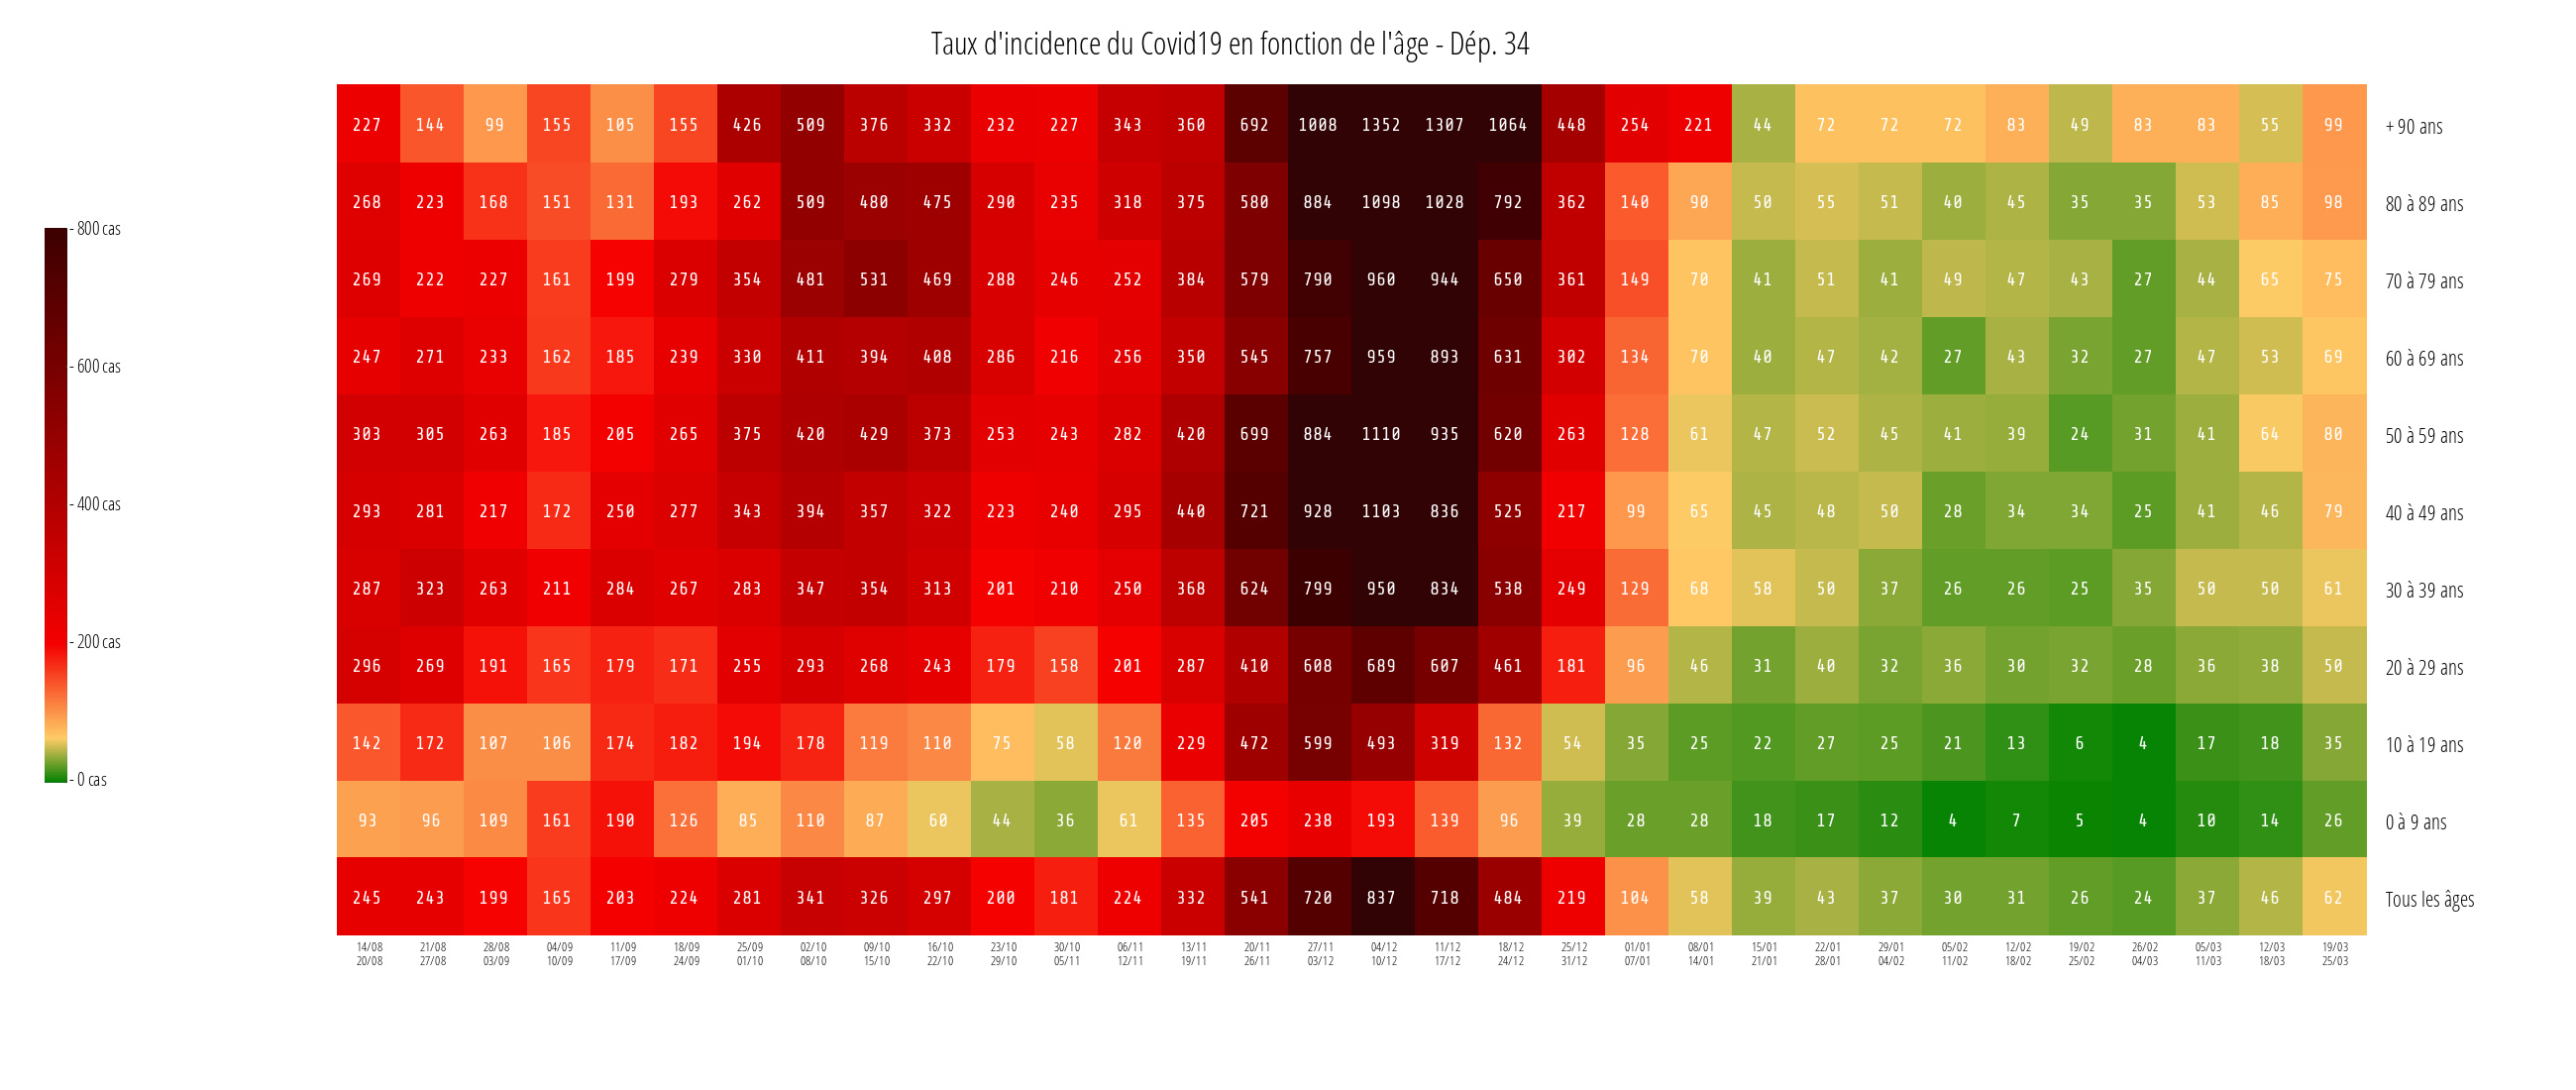 Taux d'incidence du Covid19 en fonction de l'âge - Dép. 34
227 144 99 155 105 155 426 509 376 332 232 227 343 360 692 1008 1352 1307 1064 448 254 221 44 72 72 72 83 49 83 83 55 99 + 90 ans
268 223 168 151 131 193 262 509 480 475 290 235 318 375 580 884 1098 1028 792 362 140 90 50 55 51 40 45 35 35 53 85 98 80 à 89 ans
269 222 227 161 199 279 354 481 531 469 288 246 252 384 579 790 960 944 650 361 149 70 41 51 41 49 47 43 27 44 65 75 70 à 79 ans
247 271 233 162 185 239 330 411 394 408 286 216 256 350 545 757 959 893 631 302 134 70 40 47 42 27 43 32 27 47 53 69 60 à 69 ans
303 305 263 185 205 265 375 420 429 373 253 243 282 420 699 884 1110 935 620 263 128 61 47 52 45 41 39 24 31 41 64 80 50 à 59 ans
293 281 217 172 250 277 343 394 357 322 223 240 295 440 721 928 1103 836 525 217 99 65 45 48 50 28 34 34 25 41 46 79 40 à 49 ans
287 323 263 211 284 267 283 347 354 313 201 210 250 368 624 799 950 834 538 249 129 68 58 50 37 26 26 25 35 50 50 61 30 à 39 ans
296 269 191 165 179 171 255 293 268 243 179 158 201 287 410 608 689 607 461 181 96 46 31 40 32 36 30 32 28 36 38 50 20 à 29 ans
142 172 107 106 174 182 194 178 119 110 75 58 120 229 472 599 493 319 132 54 35 25 22 27 25 21 13 6 4 17 18 35 10 à 19 ans
93 96 109 161 190 126 85 110 87 60 44 36 61 135 205 238 193 139 96 39 28 28 18 17 12 4 7 5 4 10 14 26 0 à 9 ans
245 243 199 165 203 224 281 341 326 297 200 181 224 332 541 720 837 718 484 219 104 58 39 43 37 30 31 26 24 37 46 62 Tous les âges
14/08 21/08 28/08 04/09 11/09 18/09 25/09 02/10 09/10 16/10 23/10 30/10 06/11 13/11 20/11 27/11 04/12 11/12 18/12 25/12 01/01 08/01 15/01 22/01 29/01 05/02 12/02 19/02 26/02 05/03 12/03 19/03
20/08 27/08 03/09 10/09 17/09 24/09 01/10 08/10 15/10 22/10 29/10 05/11 12/11 19/11 26/11 03/12 10/12 17/12 24/12 31/12 07/01 14/01 21/01 28/01 04/02 11/02 18/02 25/02 04/03 11/03 18/03 25/03
- 800 cas
- 600 cas
- 400 cas
- 200 cas
- 0 cas